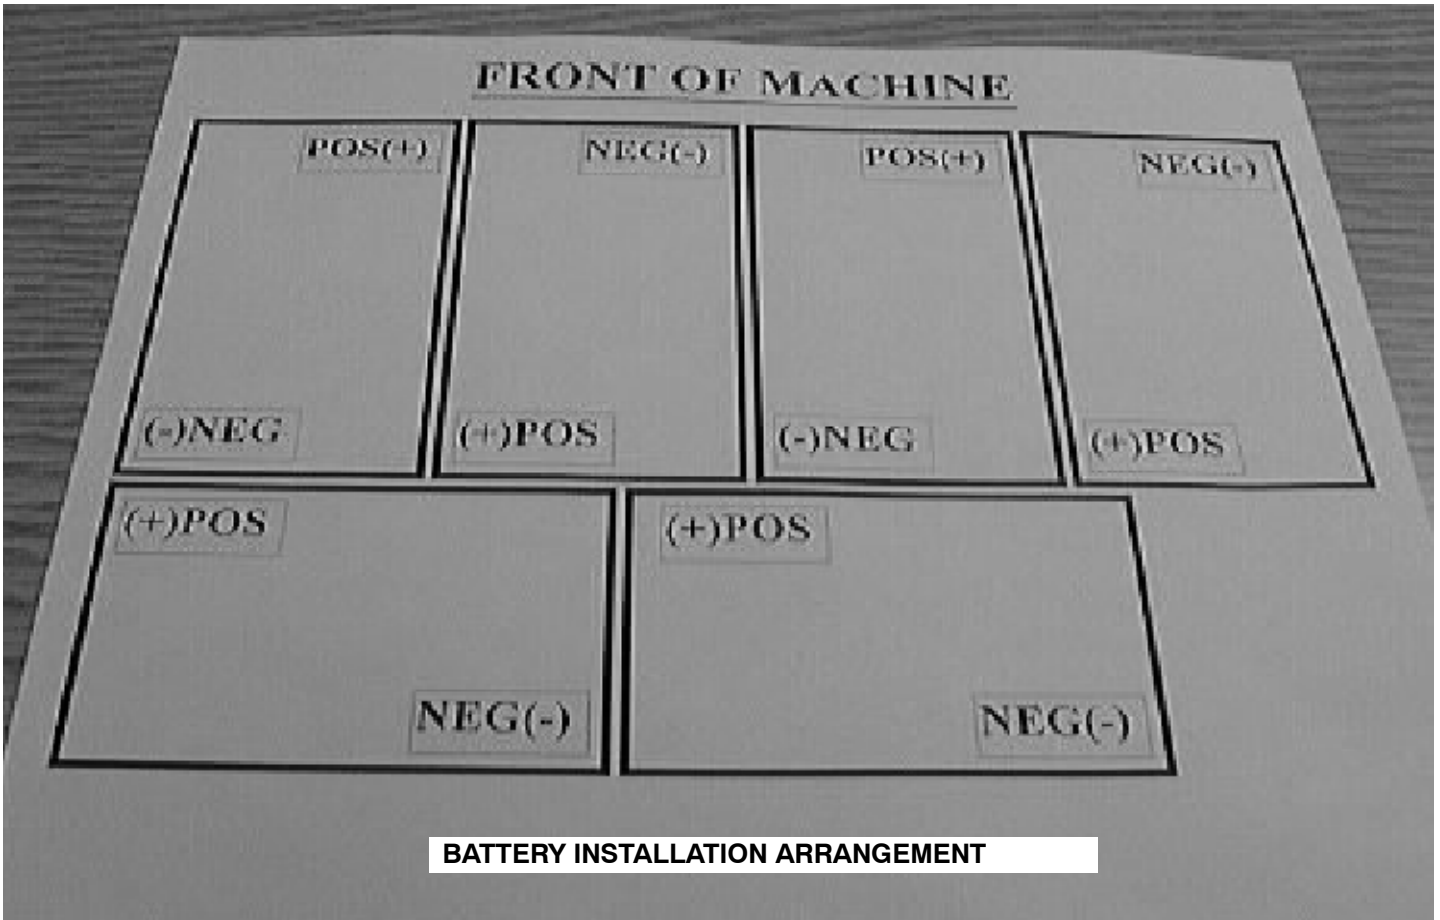 FRONT OF MACHINE
POS(+) NEG(-) POS(+) NEG(-)
(-)NEG (+)POS (-)NEG (+)POS
(+)POS (+)POS
NEG(-) NEG(-)
BATTERY INSTALLATION ARRANGEMENT